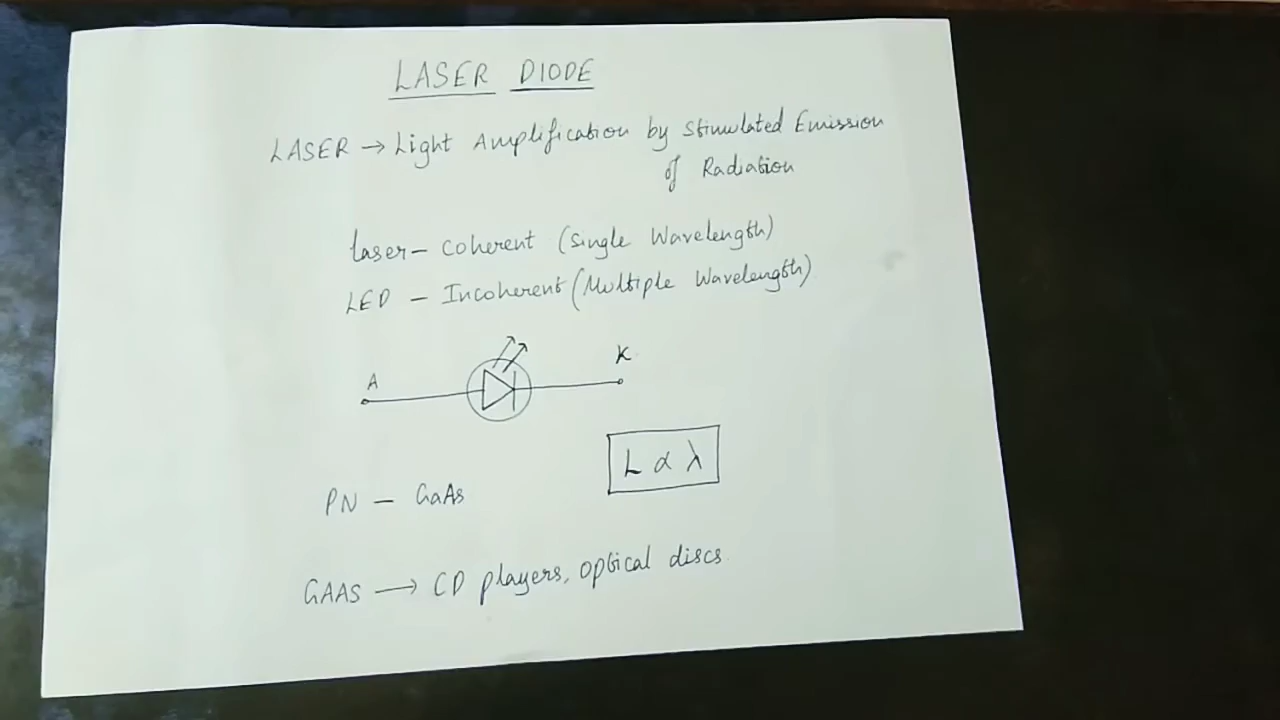 LASER DIODE
LASER → Light Amplification by Stimulated Emission
of Radiation
laser - Coherent (Single Wavelength)
LED - Incoherent (Multiple Wavelength)
A K
L ∝ λ
PN - GaAs
GAAS → CD players, optical discs.